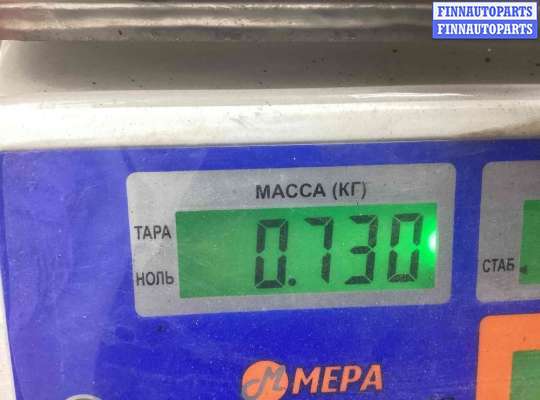 FINNAUTOPARTS
FINNAUTOPARTS
МАССА (КГ)
ТАРА
0.730
НОЛЬ
СТАБ
М МЕРА